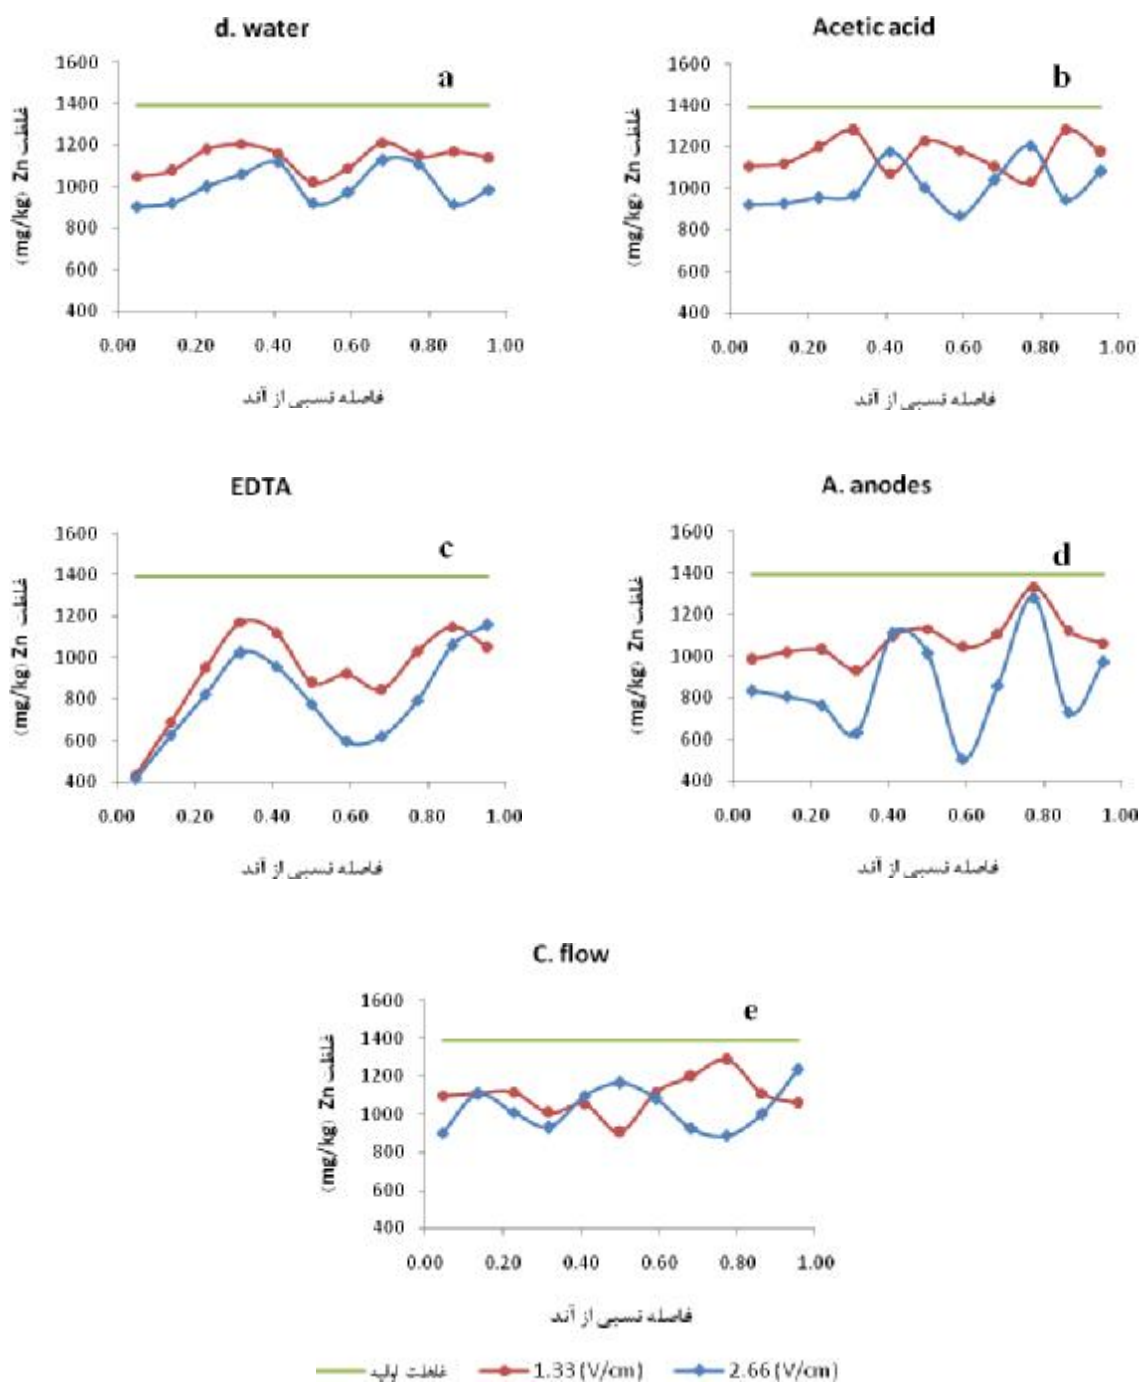 d. water
a
1600
1400
1200
1000
800
600
400
غلظت Zn (mg/kg)
0.00 0.20 0.40 0.60 0.80 1.00
فاصله نسبی از آند
Acetic acid
b
1600
1400
1200
1000
800
600
400
غلظت Zn (mg/kg)
0.00 0.20 0.40 0.60 0.80 1.00
فاصله نسبی از آند
EDTA
c
1600
1400
1200
1000
800
600
400
غلظت Zn (mg/kg)
0.00 0.20 0.40 0.60 0.80 1.00
فاصله نسبی از آند
A. anodes
d
1600
1400
1200
1000
800
600
400
غلظت Zn (mg/kg)
0.00 0.20 0.40 0.60 0.80 1.00
فاصله نسبی از آند
C. flow
e
1600
1400
1200
1000
800
600
400
غلظت Zn (mg/kg)
0.00 0.20 0.40 0.60 0.80 1.00
فاصله نسبی از آند
غلظت اولیه 1.33 (V/cm) 2.66 (V/cm)